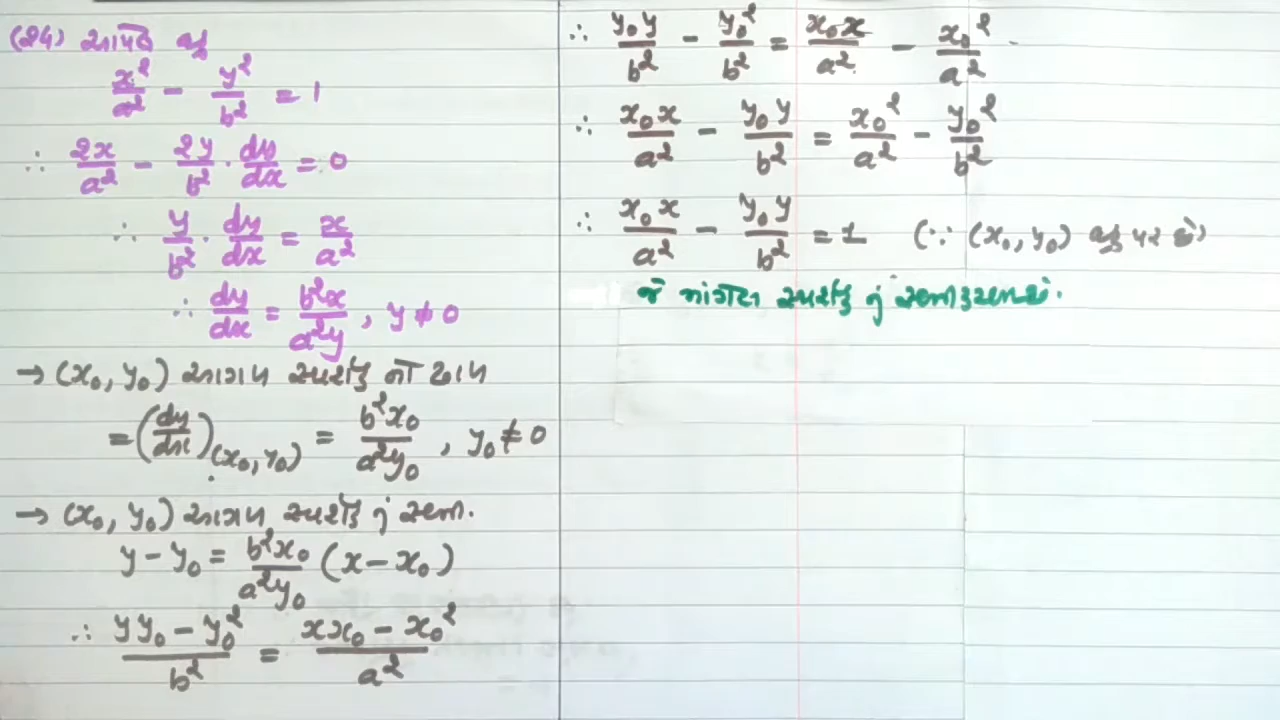 (24) આપેલ વક્ર
x²/a² - y²/b² = 1
∴ 2x/a² - 2y/b² · dy/dx = 0
∴ y/b² · dy/dx = x/a²
∴ dy/dx = b²x/a²y , y ≠ 0
→ (x₀, y₀) આગળ સ્પર્શક નો ઢાળ
= (dy/dx)(x₀, y₀) = b²x₀/a²y₀ , y₀ ≠ 0
→ (x₀, y₀) આગળ સ્પર્શક નું સમી.
y - y₀ = b²x₀/a²y₀ (x - x₀)
∴ (yy₀ - y₀²)/b² = (xx₀ - x₀²)/a²
∴ y₀y/b² - y₀²/b² = x₀x/a² - x₀²/a²
∴ x₀x/a² - y₀y/b² = x₀²/a² - y₀²/b²
∴ x₀x/a² - y₀y/b² = 1 (∵ (x₀, y₀) વક્ર પર છે)
જે માંગેલા સ્પર્શક નું સમીકરણ છે.